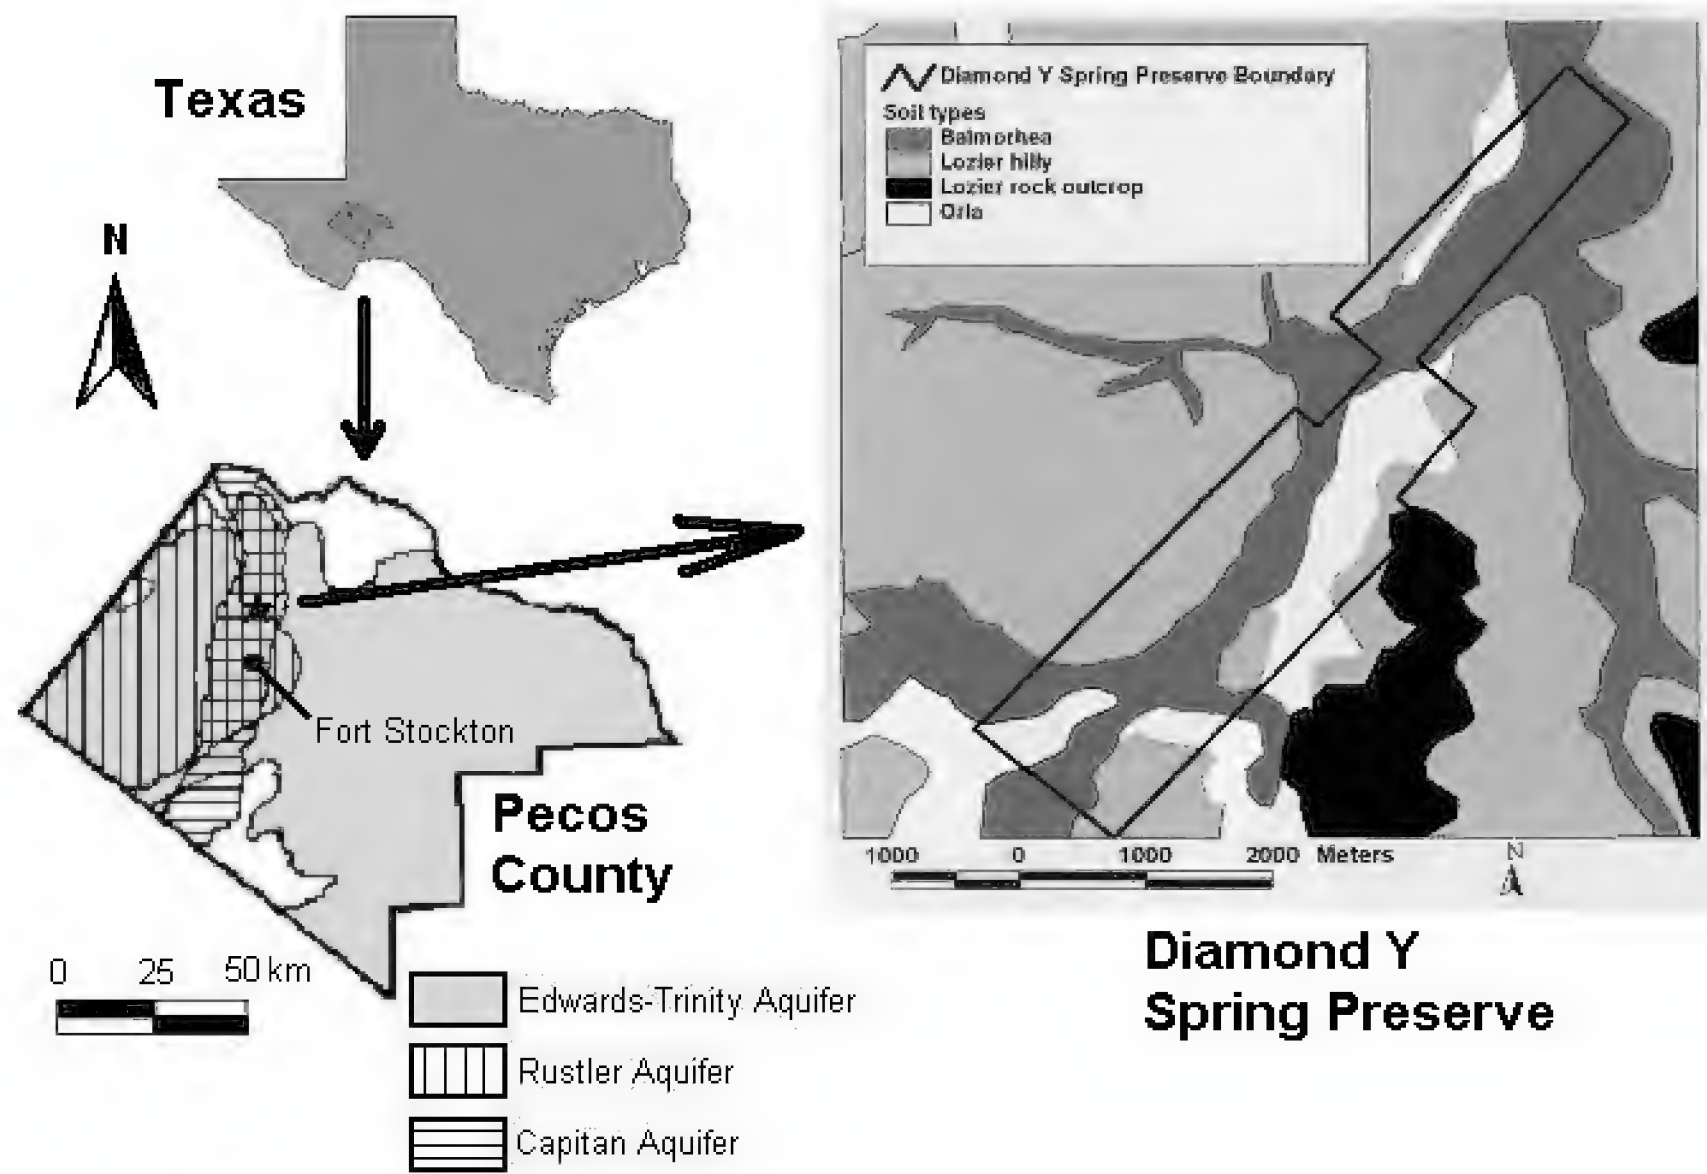 Texas
N
Fort Stockton
Pecos
County
0 25 50 km
Edwards-Trinity Aquifer
Rustler Aquifer
Capitan Aquifer
Diamond Y Spring Preserve Boundary
Soil types
Balmorhea
Lozier hilly
Lozier rock outcrop
Orla
1000 0 1000 2000 Meters
N
Diamond Y
Spring Preserve